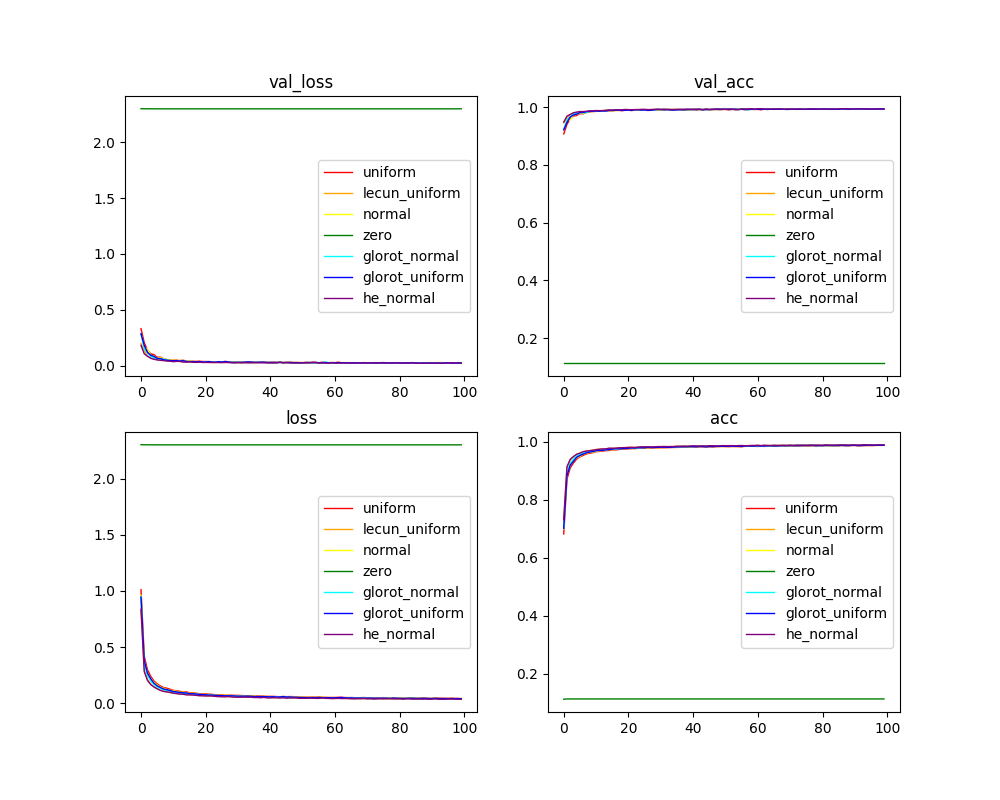 val_loss
2.0
1.5
1.0
0.5
0.0
uniform
lecun_uniform
normal
zero
glorot_normal
glorot_uniform
he_normal
0 20 40 60 80 100
val_acc
1.0
0.8
0.6
0.4
0.2
uniform
lecun_uniform
normal
zero
glorot_normal
glorot_uniform
he_normal
0 20 40 60 80 100
loss
2.0
1.5
1.0
0.5
0.0
uniform
lecun_uniform
normal
zero
glorot_normal
glorot_uniform
he_normal
0 20 40 60 80 100
acc
1.0
0.8
0.6
0.4
0.2
uniform
lecun_uniform
normal
zero
glorot_normal
glorot_uniform
he_normal
0 20 40 60 80 100